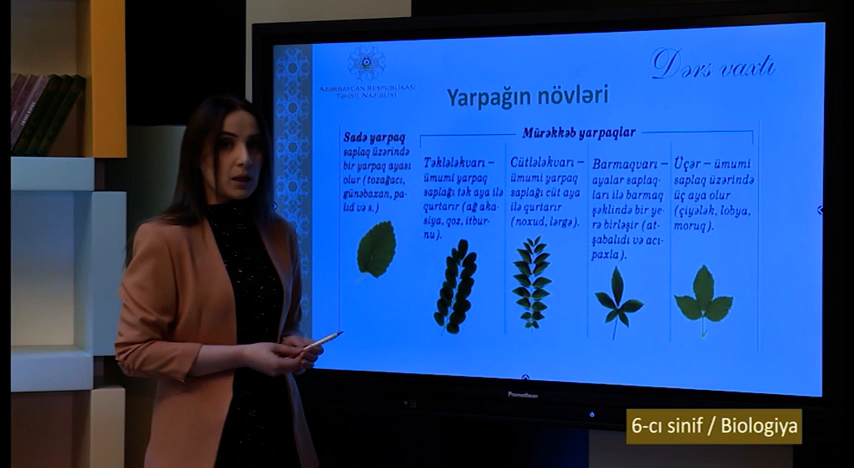 Dərs vaxtı
AZƏRBAYCAN RESPUBLİKASI
TƏHSİL NAZİRLİYİ
Yarpağın növləri
Mürəkkəb yarpaqlar
Sadə yarpaq
saplaq üzərində
bir yarpaq ayası
olur (tozağacı,
günəbaxan, pa-
lıd və s.)
Təkləələkvarı –
ümumi yarpaq
saplağı tək aya ilə
qurtarır (ağ aka-
siya, qoz, itbur-
nu).
Cütlələkvarı –
ümumi yarpaq
saplağı cüt aya
ilə qurtarır
(noxud, lərgə).
Barmaqvarı –
ayalar saplaq-
ları ilə barmaq
şəklində bir ye-
rə birləşir (at-
şabalıdı və acı-
paxla).
Üçər – ümumi
saplaq üzərində
üç aya olur
(çiyələk, lobya,
moruq).
Promethean
6-cı sinif / Biologiya